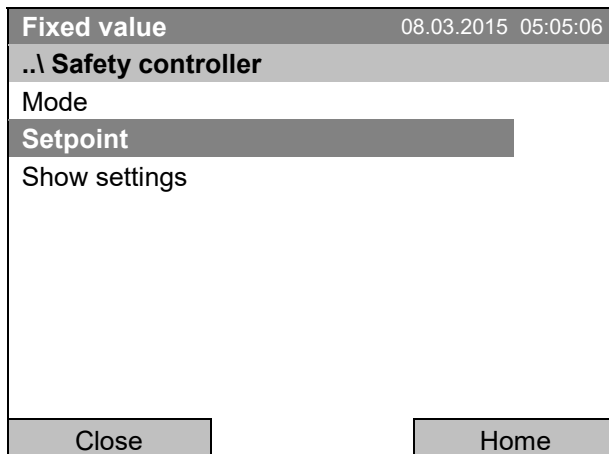 Fixed value 08.03.2015 05:05:06
..\ Safety controller
Mode
Setpoint
Show settings
Close Home